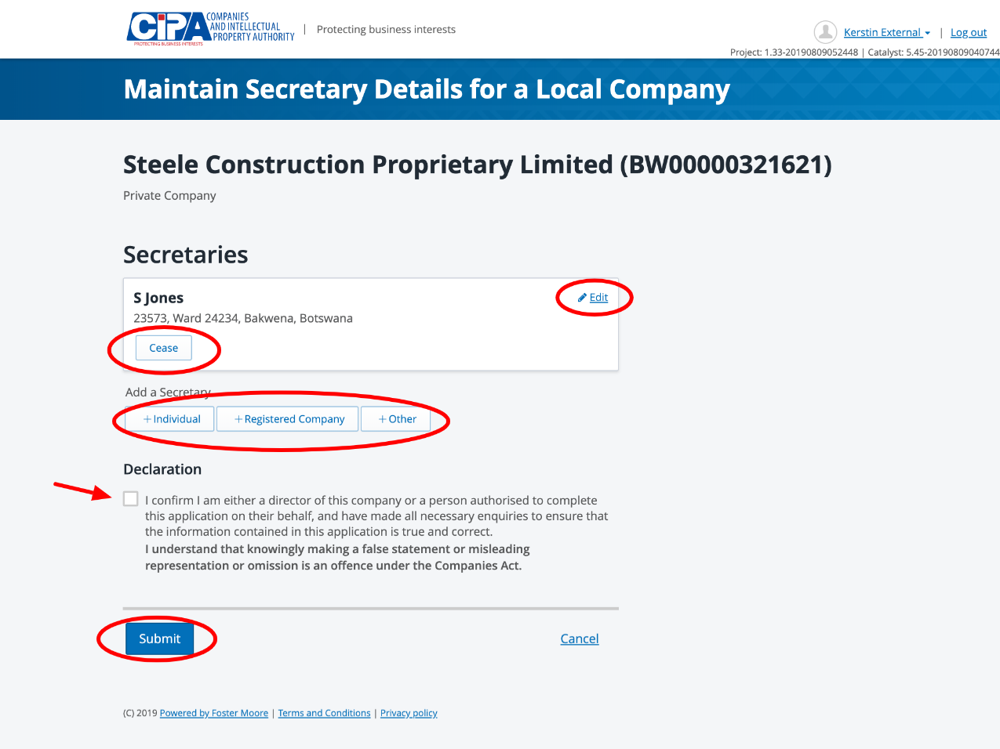 CiPA COMPANIES
AND INTELLECTUAL
PROPERTY AUTHORITY
PROTECTING BUSINESS INTERESTS
| Protecting business interests
Kerstin External | Log out
Project: 1.33-20190809052448 | Catalyst: 5.45-20190809040744
Maintain Secretary Details for a Local Company
Steele Construction Proprietary Limited (BW00000321621)
Private Company
Secretaries
S Jones
Edit
23573, Ward 24234, Bakwena, Botswana
Cease
Add a Secretary
+Individual +Registered Company +Other
Declaration
I confirm I am either a director of this company or a person authorised to complete
this application on their behalf, and have made all necessary enquiries to ensure that
the information contained in this application is true and correct.
I understand that knowingly making a false statement or misleading
representation or omission is an offence under the Companies Act.
Submit Cancel
(C) 2019 Powered by Foster Moore | Terms and Conditions | Privacy policy